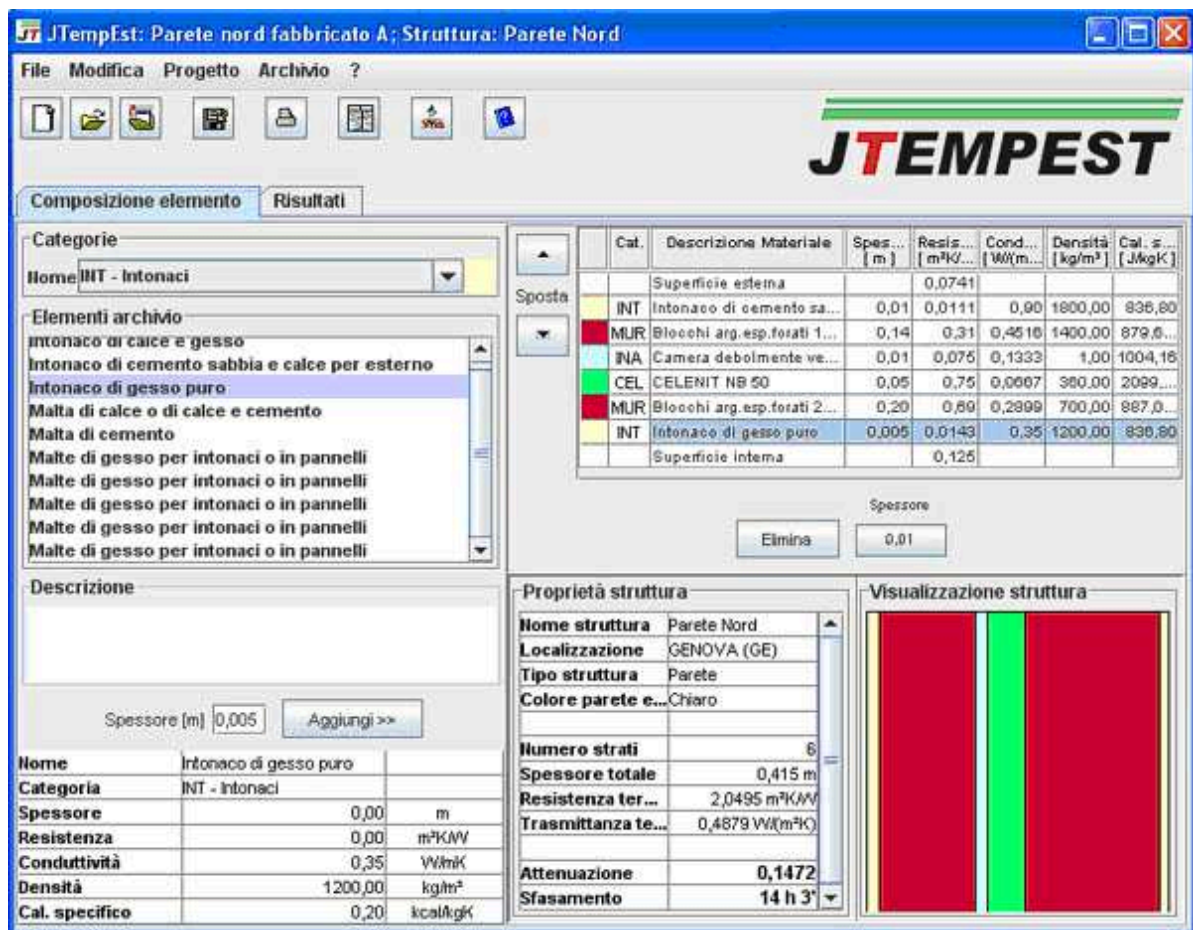 JTempEst: Parete nord fabbricato A; Struttura: Parete Nord
File Modifica Progetto Archivio ?
JTEMPEST
Composizione elemento Risultati
Categorie
Nome INT - Intonaci
Elementi archivio
Intonaco di calce e gesso
Intonaco di cemento sabbia e calce per esterno
Intonaco di gesso puro
Malta di calce o di calce e cemento
Malta di cemento
Malte di gesso per intonaci o in pannelli
Malte di gesso per intonaci o in pannelli
Malte di gesso per intonaci o in pannelli
Malte di gesso per intonaci o in pannelli
Malte di gesso per intonaci o in pannelli
Descrizione
Spessore [m] 0,005 Aggiungi >>
Nome Intonaco di gesso puro
Categoria INT - Intonaci
Spessore 0,00 m
Resistenza 0,00 m²K/W
Conduttività 0,35 W/mK
Densità 1200,00 kg/m³
Cal. specifico 0,20 kcal/kgK
Sposta
Cat. Descrizione Materiale Spes... [ m ] Resis... [ m²K/... Cond... [ W/(m... Densità [ kg/m³ ] Cal. s... [ J/kgK ]
Superficie esterna 0,0741
INT Intonaco di cemento sa... 0,01 0,0111 0,90 1800,00 836,80
MUR Blocchi arg.esp.forati 1... 0,14 0,31 0,4516 1400,00 879,6...
INA Camera debolmente ve... 0,01 0,075 0,1333 1,00 1004,16
CEL CELENIT NB 50 0,05 0,75 0,0667 360,00 2099,...
MUR Blocchi arg.esp.forati 2... 0,20 0,69 0,2899 700,00 887,0...
INT Intonaco di gesso puro 0,005 0,0143 0,35 1200,00 836,80
Superficie interna 0,125
Spessore
Elimina 0,01
Proprietà struttura
Nome struttura Parete Nord
Localizzazione GENOVA (GE)
Tipo struttura Parete
Colore parete e... Chiaro
Numero strati 6
Spessore totale 0,415 m
Resistenza ter... 2,0495 m²K/W
Trasmittanza te... 0,4879 W/(m²K)
Attenuazione 0,1472
Sfasamento 14 h 3'
Visualizzazione struttura